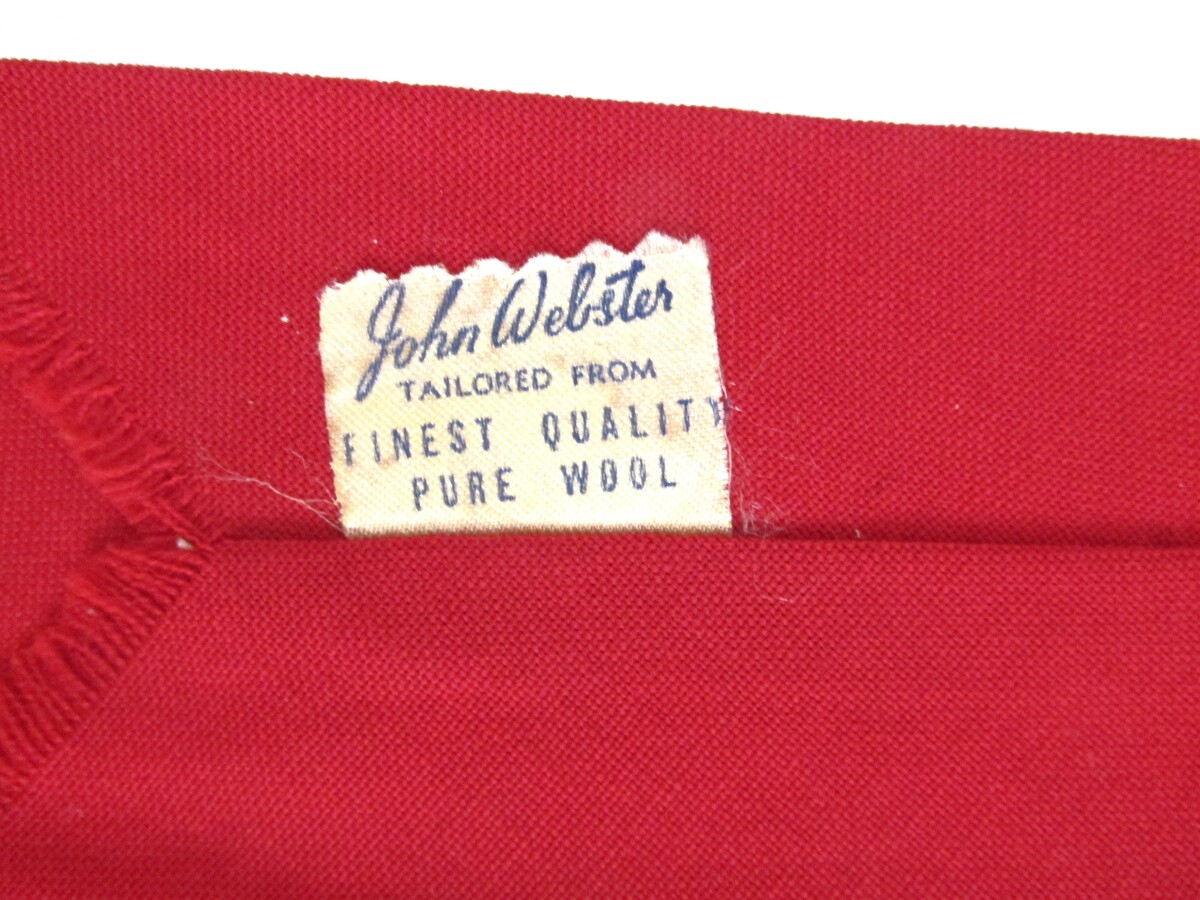 John Webster
TAILORED FROM
FINEST QUALITY
PURE WOOL